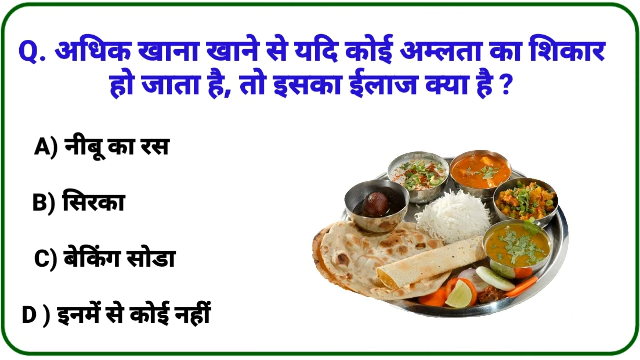 Q. अधिक खाना खाने से यदि कोई अम्लता का शिकार
हो जाता है, तो इसका ईलाज क्या है ?
A) नीबू का रस
B) सिरका
C) बेकिंग सोडा
D ) इनमें से कोई नहीं